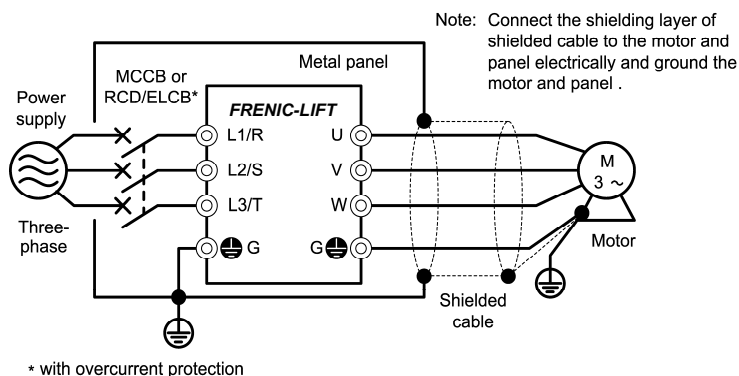 Note: Connect the shielding layer of
shielded cable to the motor and
panel electrically and ground the
motor and panel .
Metal panel
MCCB or
RCD/ELCB*
Power
supply
FRENIC-LIFT
L1/R
U
L2/S
V
L3/T
W
G
G
M
3 ~
Three-
phase
Motor
Shielded
cable
* with overcurrent protection